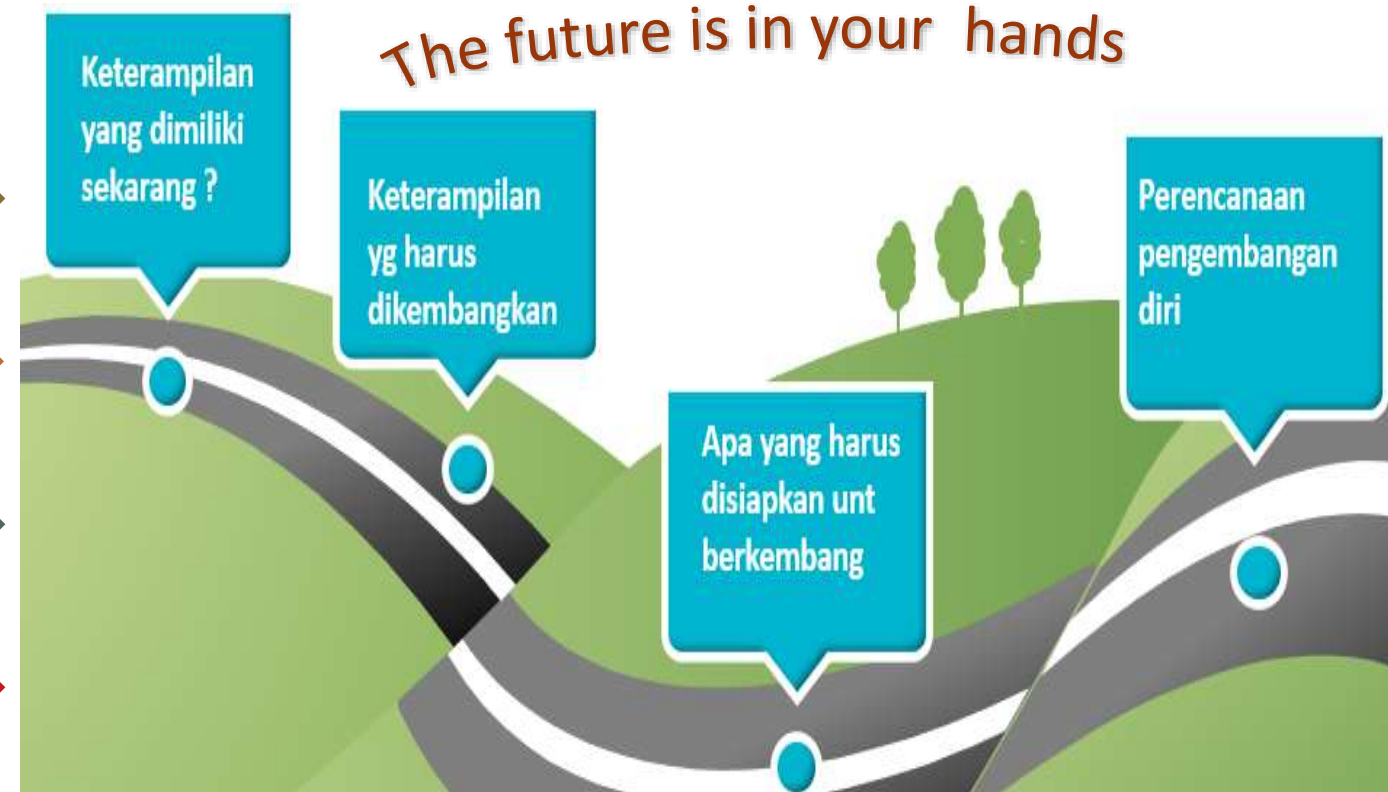 The future is in your hands
Keterampilan
yang dimiliki
sekarang ?
Keterampilan
yg harus
dikembangkan
Apa yang harus
disiapkan unt
berkembang
Perencanaan
pengembangan
diri